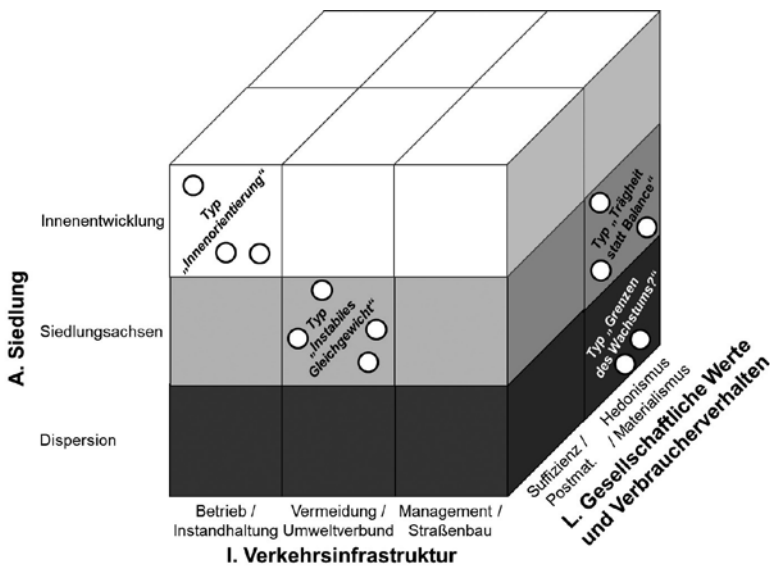 Innenentwicklung
Siedlungsachsen
Dispersion
A. Siedlung
Typ
„Innenorientierung“
Typ
„Instabiles
Gleichgewicht“
Typ „Trägheit
statt Balance“
Typ „Grenzen
des Wachstums?“
Betrieb /
Instandhaltung
Vermeidung /
Umweltverbund
Management /
Straßenbau
I. Verkehrsinfrastruktur
Suffizienz /
Postmat.
Hedonismus
/ Materialismus
L. Gesellschaftliche Werte
und Verbraucherverhalten